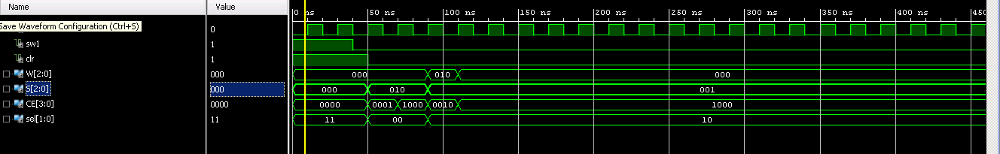 Name Value 0 ns 50 ns 100 ns 150 ns 200 ns 250 ns 300 ns 350 ns 400 ns 450
Save Waveform Configuration (Ctrl+S) 0
sw1 1
clr 1
W[2:0] 000 000 010 000
S[2:0] 000 000 010 001
CE[3:0] 0000 0000 0001 1000 0010 1000
sel[1:0] 11 11 00 10